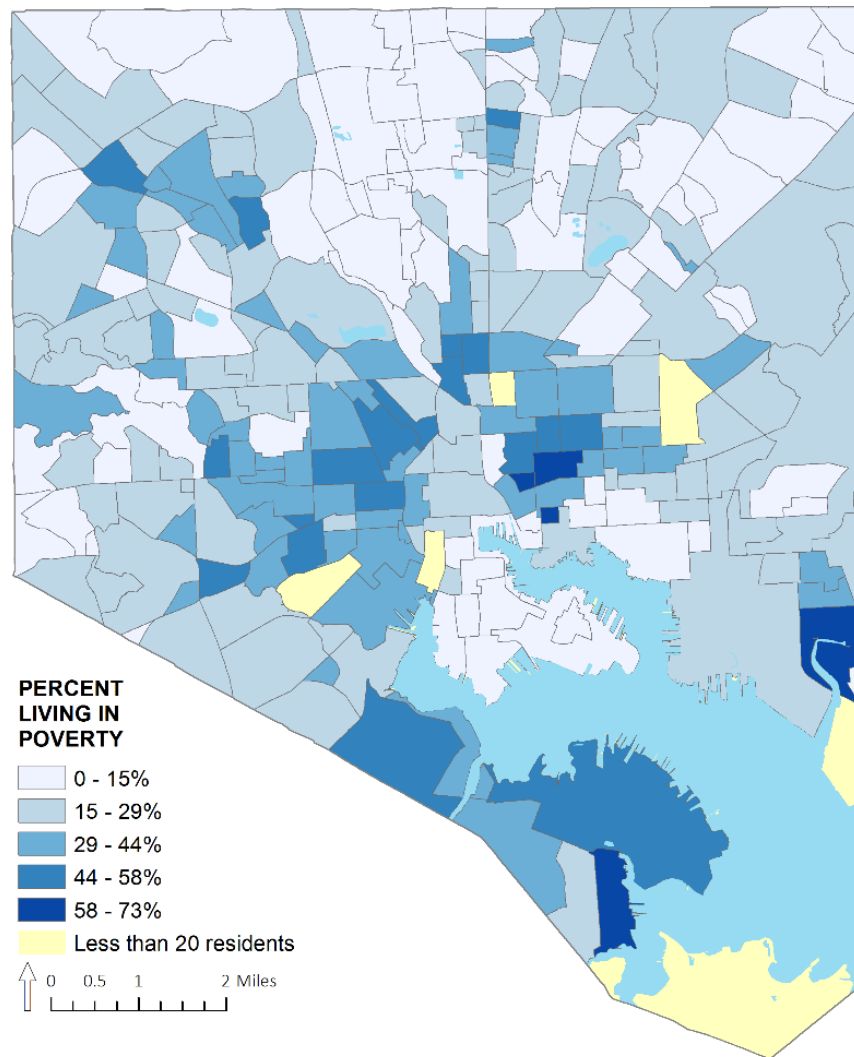 PERCENT
LIVING IN
POVERTY
0 - 15%
15 - 29%
29 - 44%
44 - 58%
58 - 73%
Less than 20 residents
0 0.5 1 2 Miles